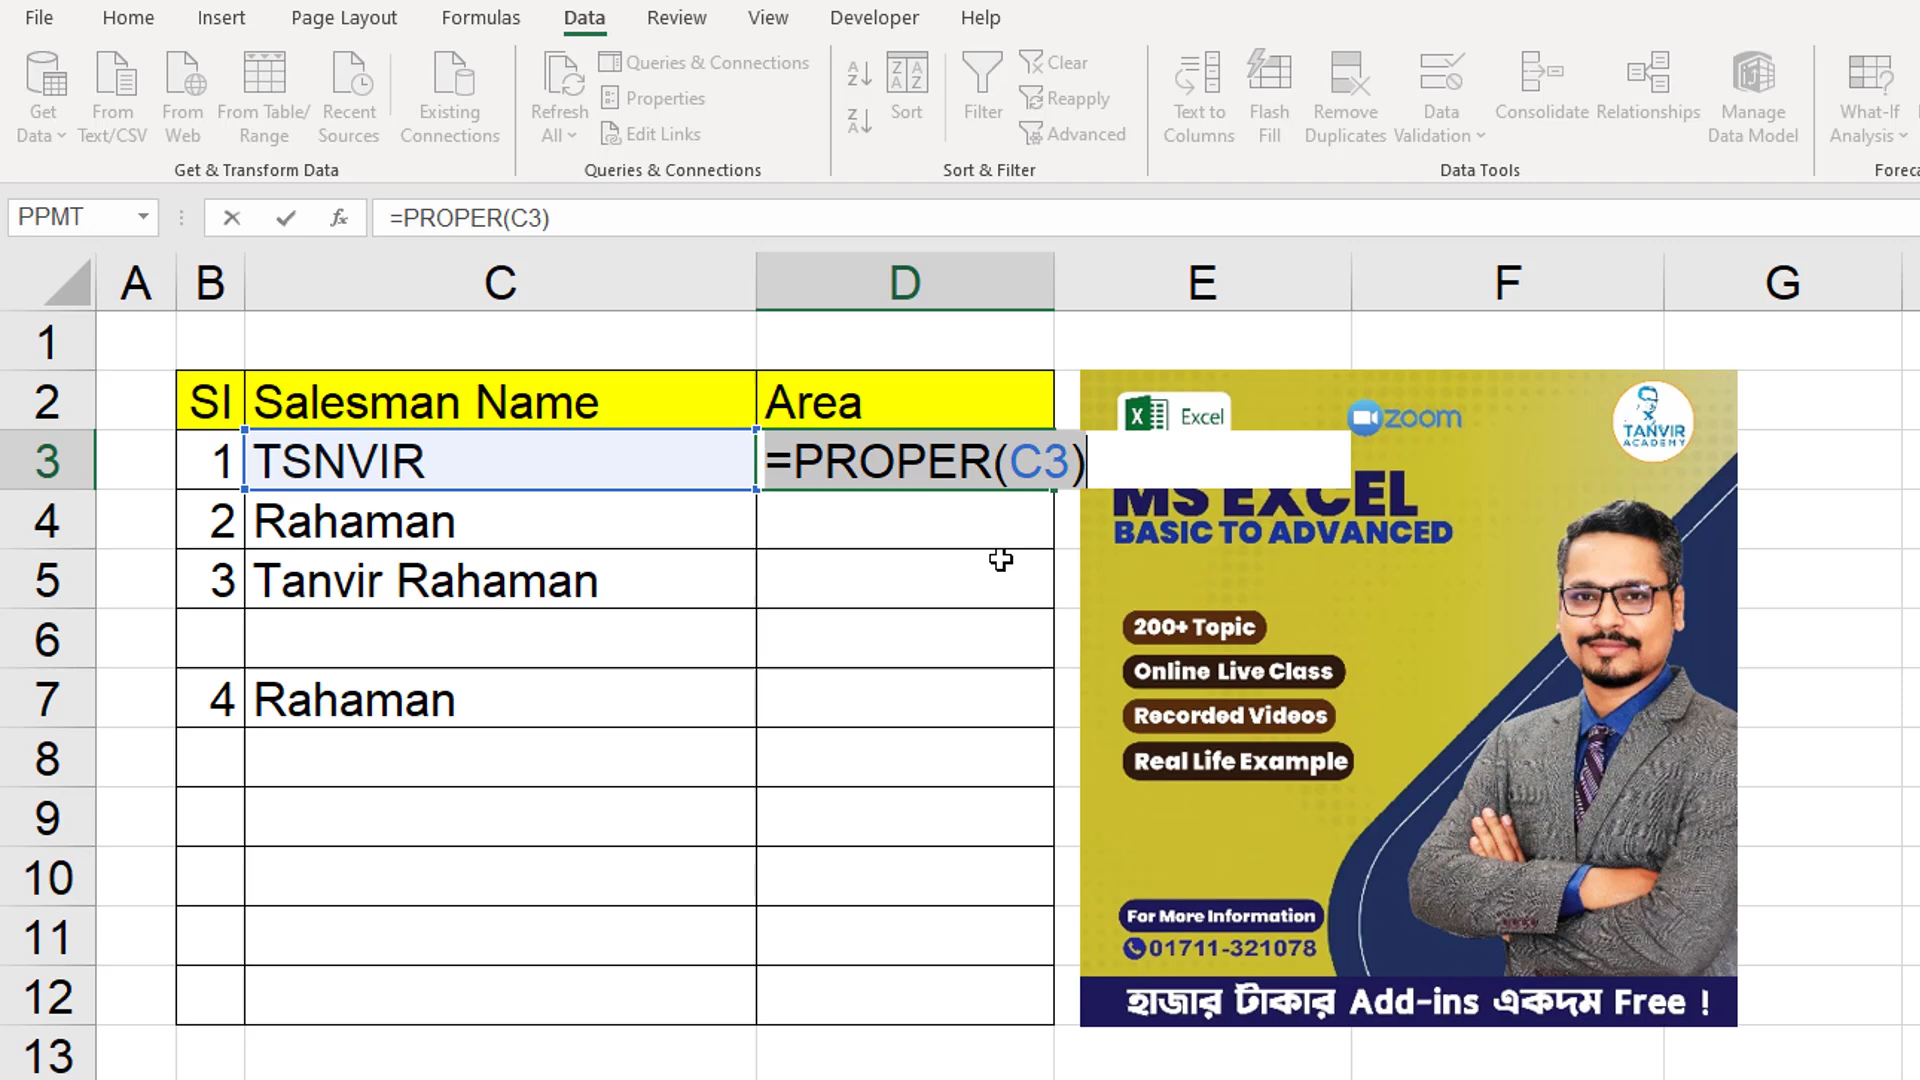 File Home Insert Page Layout Formulas Data Review View Developer Help
Get Data
From Text/CSV
From Web
From Table/ Range
Recent Sources
Existing Connections
Get & Transform Data
Refresh All
Queries & Connections
Properties
Edit Links
Queries & Connections
Sort
Filter
Clear
Reapply
Advanced
Sort & Filter
Text to Columns
Flash Fill
Remove Duplicates
Data Validation
Consolidate
Relationships
Manage Data Model
Data Tools
What-If Analysis
Foreca
PPMT fx =PROPER(C3)
A B C D E F G
1
2 Sl Salesman Name Area
3 1 TSNVIR =PROPER(C3)
4 2 Rahaman
5 3 Tanvir Rahaman
6
7 4 Rahaman
8
9
10
11
12
13
Excel
zoom
TANVIR
ACADEMY
MS EXCEL
BASIC TO ADVANCED
200+ Topic
Online Live Class
Recorded Videos
Real Life Example
For More Information
01711-321078
হাজার টাকার Add-ins একদম Free !